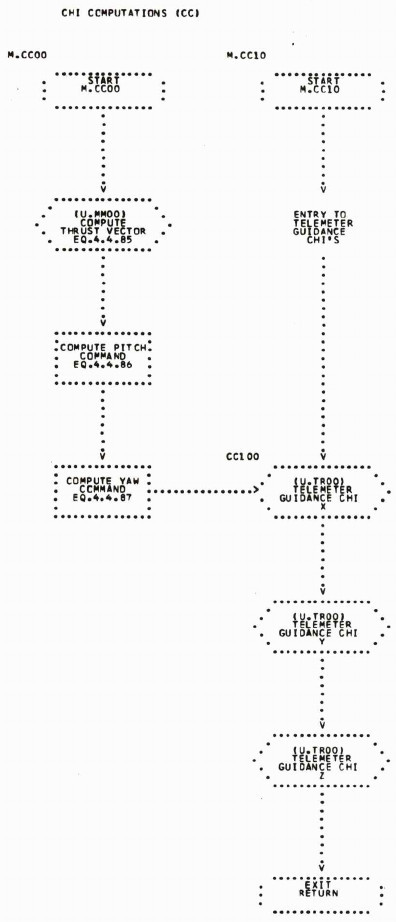 CHI CCMPUTATIONS (CC)
M.CC00
M.CC10
START
M.CC00
START
M.CC10
(U.MM00)
COMPUTE
THRUST VECTOR
EQ.4.4.85
ENTRY TO
TELEMETER
GUIDANCE
CHI'S
COMPUTE PITCH
COMMAND
EQ.4.4.86
COMPUTE YAW
CCMMAND
EQ.4.4.87
CC100
(U.TR00)
TELEMETER
GUIDANCE CHI
X
(U.TR00)
TELEMETER
GUIDANCE CHI
Y
(U.TR00)
TELEMETER
GUIDANCE CHI
Z
EXIT
RETURN